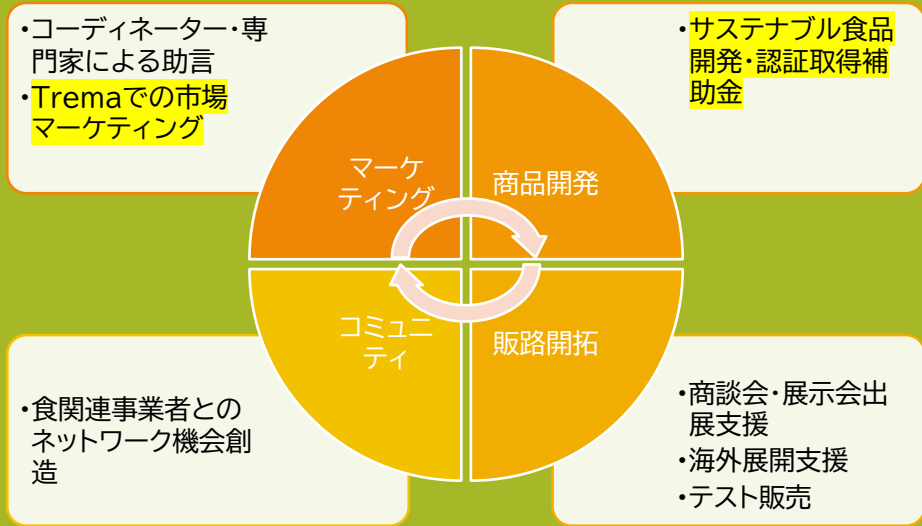 ・コーディネーター・専
門家による助言
・Tremaでの市場
マーケティング
・サステナブル食品
開発・認証取得補
助金
マーケ
ティング
商品開発
コミュニ
ティ
販路開拓
・食関連事業者との
ネットワーク機会創
造
・商談会・展示会出
展支援
・海外展開支援
・テスト販売